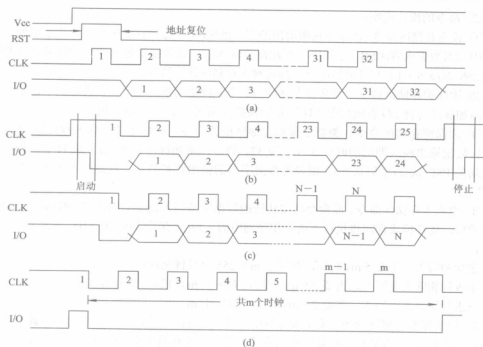 Vcc
RST
地址复位
CLK 1 2 3 4 31 32
I/O 1 2 3 31 32
(a)
CLK 1 2 3 4 23 24 25
I/O 1 2 3 23 24
启动 (b) 停止
CLK 1 2 3 4 N-1 N
I/O 1 2 3 N-1 N
(c)
CLK 1 2 3 4 5 m-1 m
共m个时钟
I/O
(d)